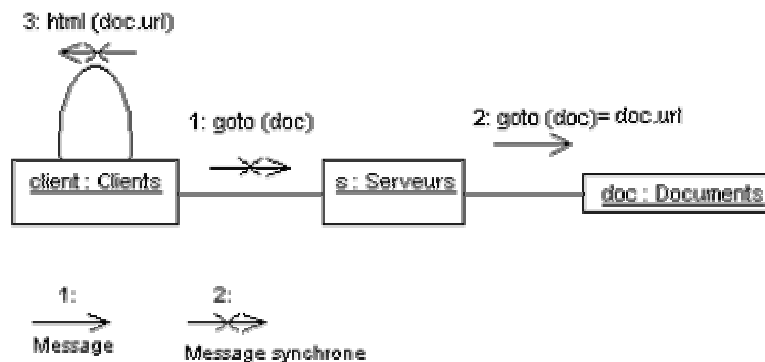 3: html (doc.url)
1: goto (doc)
2: goto (doc)= doc.url
client : Clients
s : Serveurs
doc : Documents
1:
2:
Message
Message synchrone